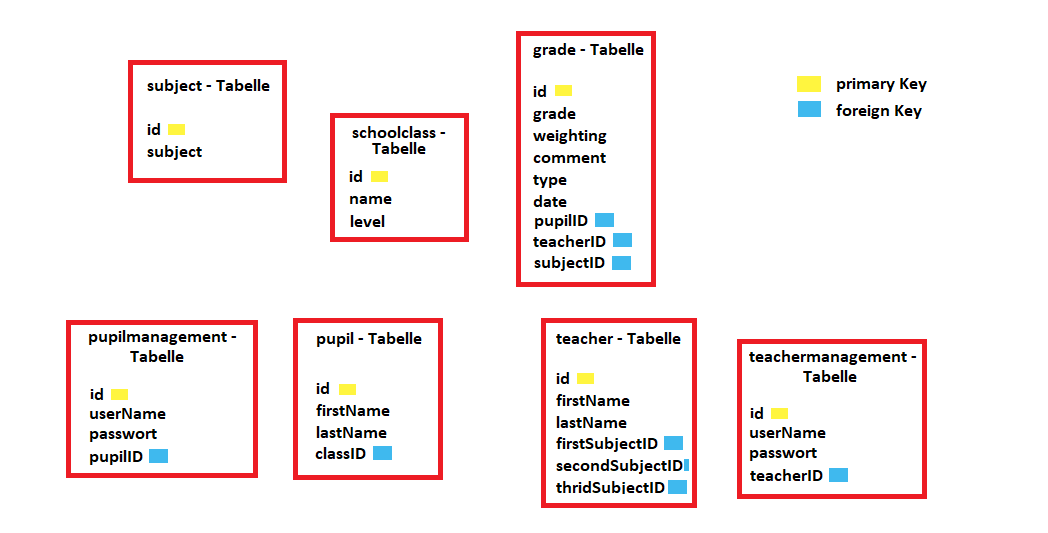 subject - Tabelle
id
subject
schoolclass -
Tabelle
id
name
level
grade - Tabelle
id
grade
weighting
comment
type
date
pupilID
teacherID
subjectID
primary Key
foreign Key
pupilmanagement -
Tabelle
id
userName
passwort
pupilID
pupil - Tabelle
id
firstName
lastName
classID
teacher - Tabelle
id
firstName
lastName
firstSubjectID
secondSubjectID
thridSubjectID
teachermanagement -
Tabelle
id
userName
passwort
teacherID